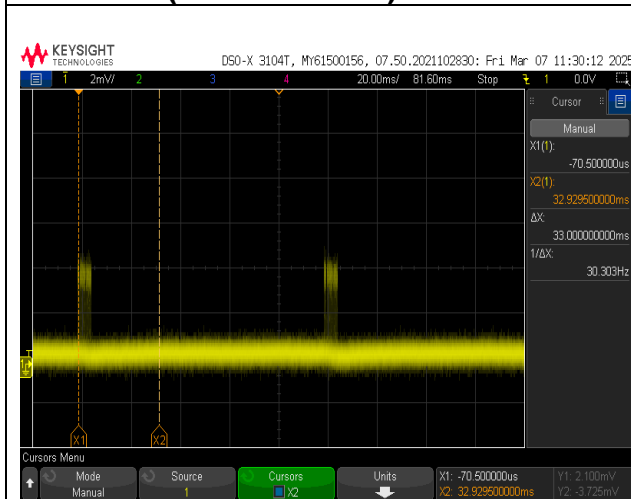 KEYSIGHT
TECHNOLOGIES
DSO-X 3104T, MY61500156, 07.50.2021102830: Fri Mar 07 11:30:12 2025
1 2mV/ 2 3 4 20.00ms/ 81.60ms Stop 1 0.0V
Cursor
Manual
X1(1):
-70.500000us
X2(1):
32.929500000ms
ΔX:
33.000000000ms
1/ΔX:
30.303Hz
X1 X2
Cursors Menu
Mode
Manual
Source
1
Cursors
X2
Units
X1: -70.500000us
X2: 32.929500000ms
Y1: 2.100mV
Y2: -3.725mV